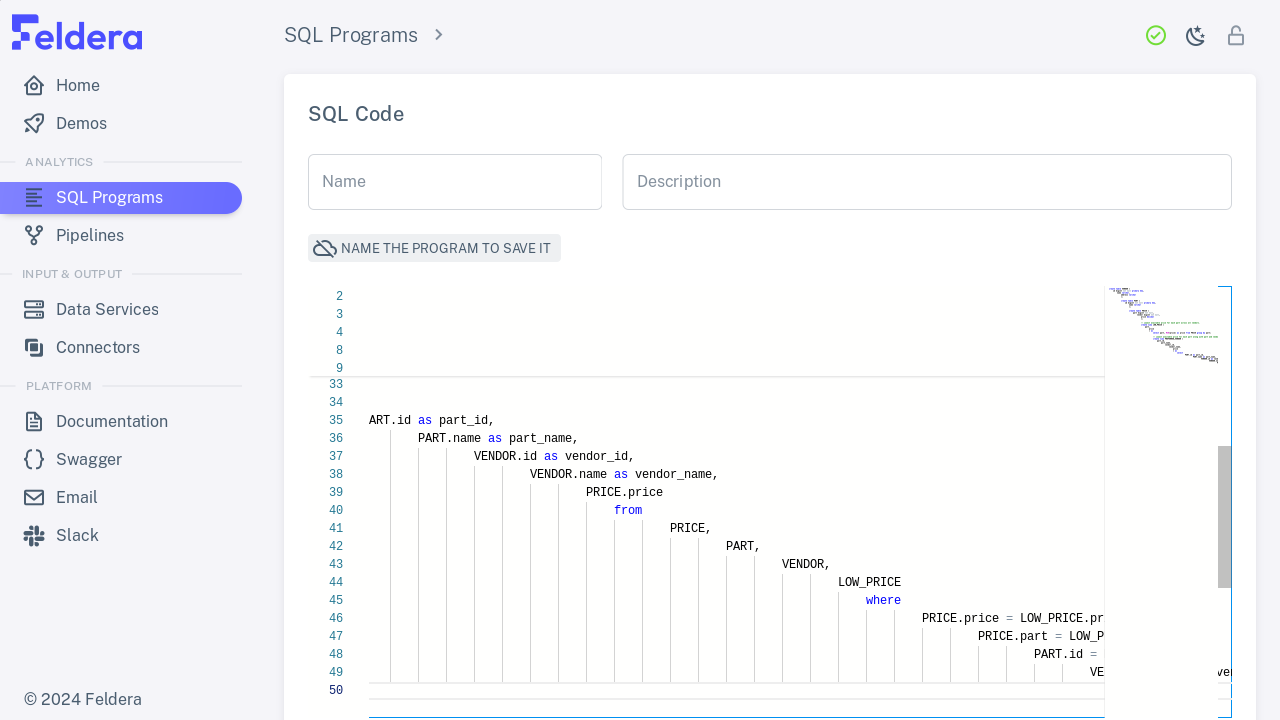 Feldera
SQL Programs
Home
Demos
ANALYTICS
SQL Programs
Pipelines
INPUT & OUTPUT
Data Services
Connectors
PLATFORM
Documentation
Swagger
Email
Slack
© 2024 Feldera
SQL Code
Name
Description
NAME THE PROGRAM TO SAVE IT
2
3
4
8
9
33
34
35 ART.id as part_id,
36 PART.name as part_name,
37 VENDOR.id as vendor_id,
38 VENDOR.name as vendor_name,
39 PRICE.price
40 from
41 PRICE,
42 PART,
43 VENDOR,
44 LOW_PRICE
45 where
46 PRICE.price = LOW_PRICE.pr
47 PRICE.part = LOW_P
48 PART.id =
49 VE
50